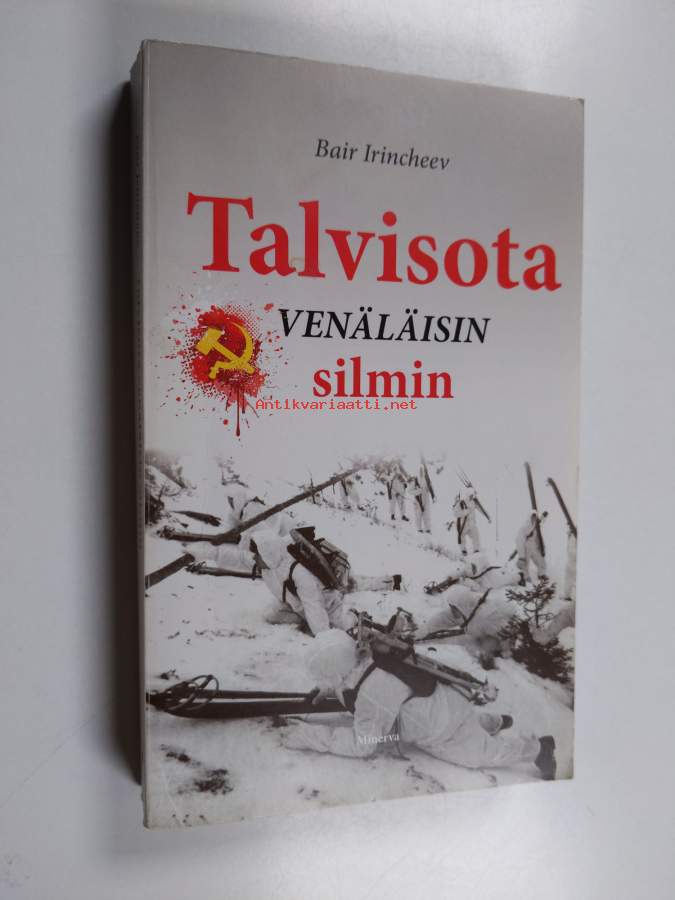 Bair Irincheev
Talvisota
VENÄLÄISIN
silmin
Antikvariaatti.net
Minerva